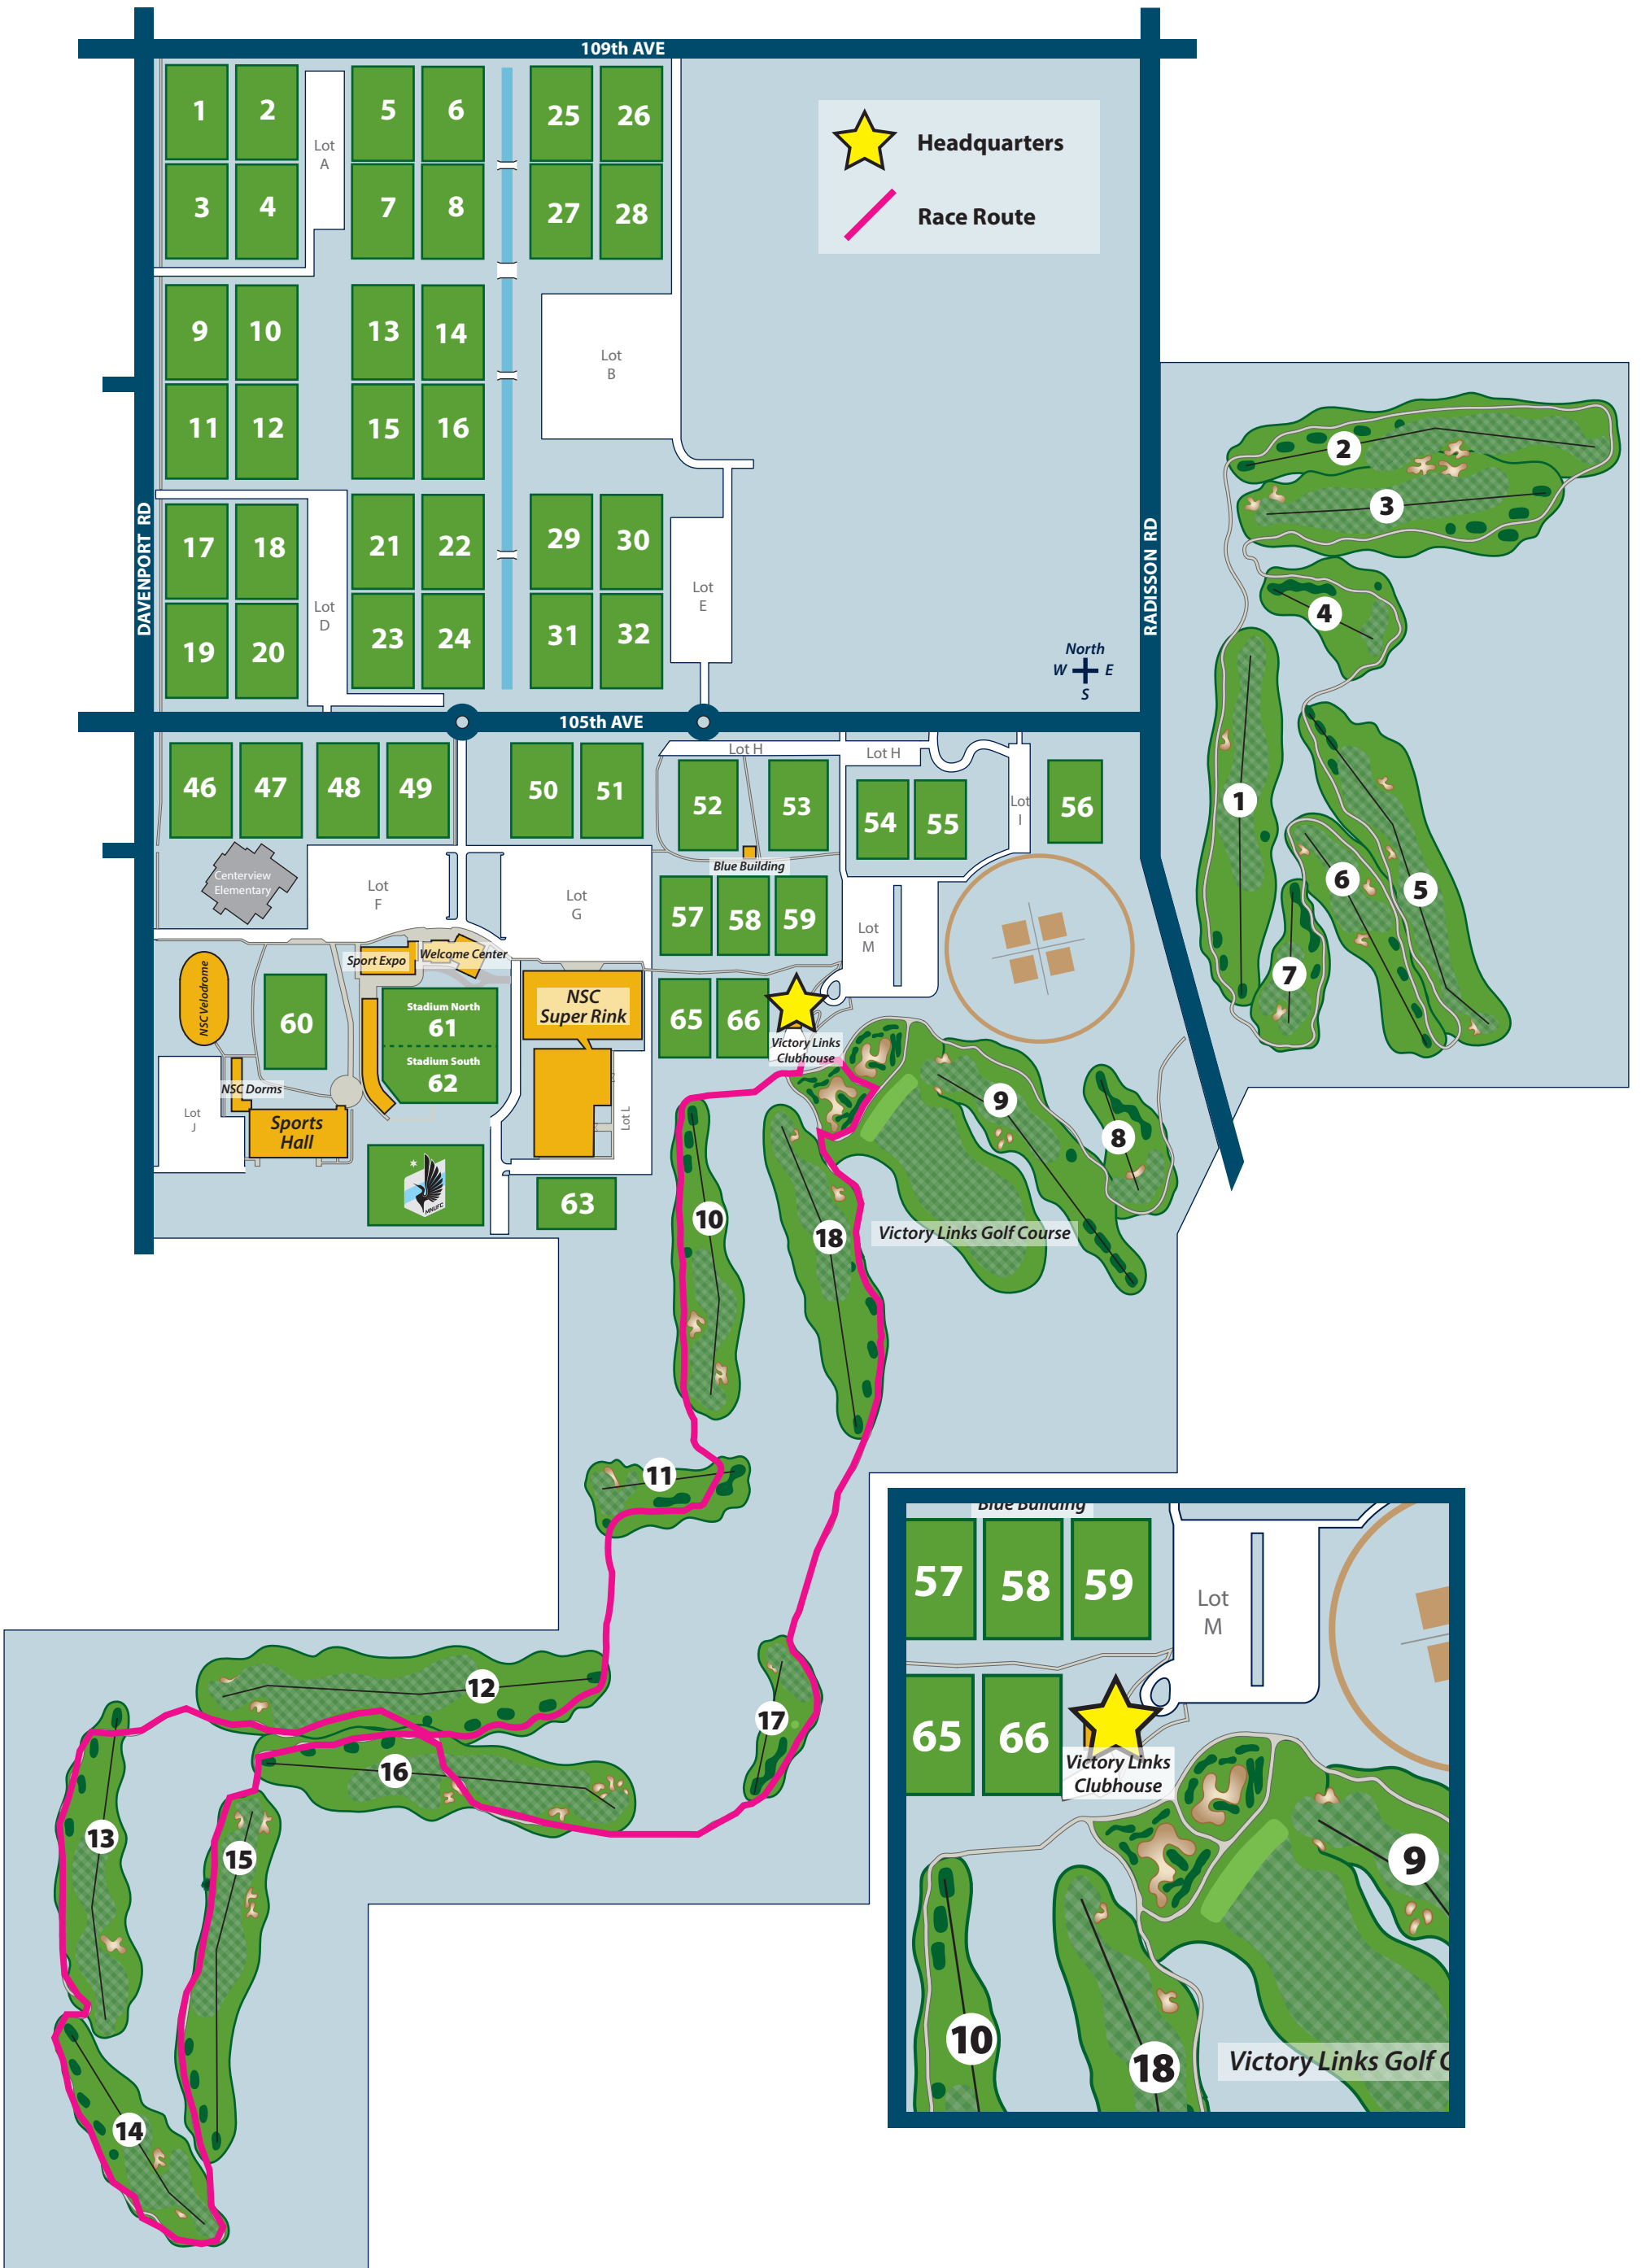 109th AVE
1
2
Lot
A
5
6
25
26
3
4
7
8
27
28
Headquarters
Race Route
9
10
13
14
Lot
B
11
12
15
16
DAVENPORT RD
RADISSON RD
17
18
21
22
29
30
Lot
D
Lot
E
19
20
23
24
31
32
North
W E
S
105th AVE
2
3
4
1
5
6
7
46
47
48
49
50
51
Lot H
Lot H
52
53
54
55
Lot
I
56
Blue Building
Centerview
Elementary
Lot
F
Lot
G
57
58
59
Lot
M
Sport Expo
Welcome Center
NSC Velodrome
60
Stadium North
61
Stadium South
62
NSC
Super Rink
65
66
Victory Links
Clubhouse
NSC Dorms
Lot
J
Sports
Hall
Lot L
MNUFC
63
9
8
10
18
Victory Links Golf Course
11
12
17
16
13
15
14
Blue Building
57
58
59
Lot
M
65
66
Victory Links
Clubhouse
9
10
18
Victory Links Golf C